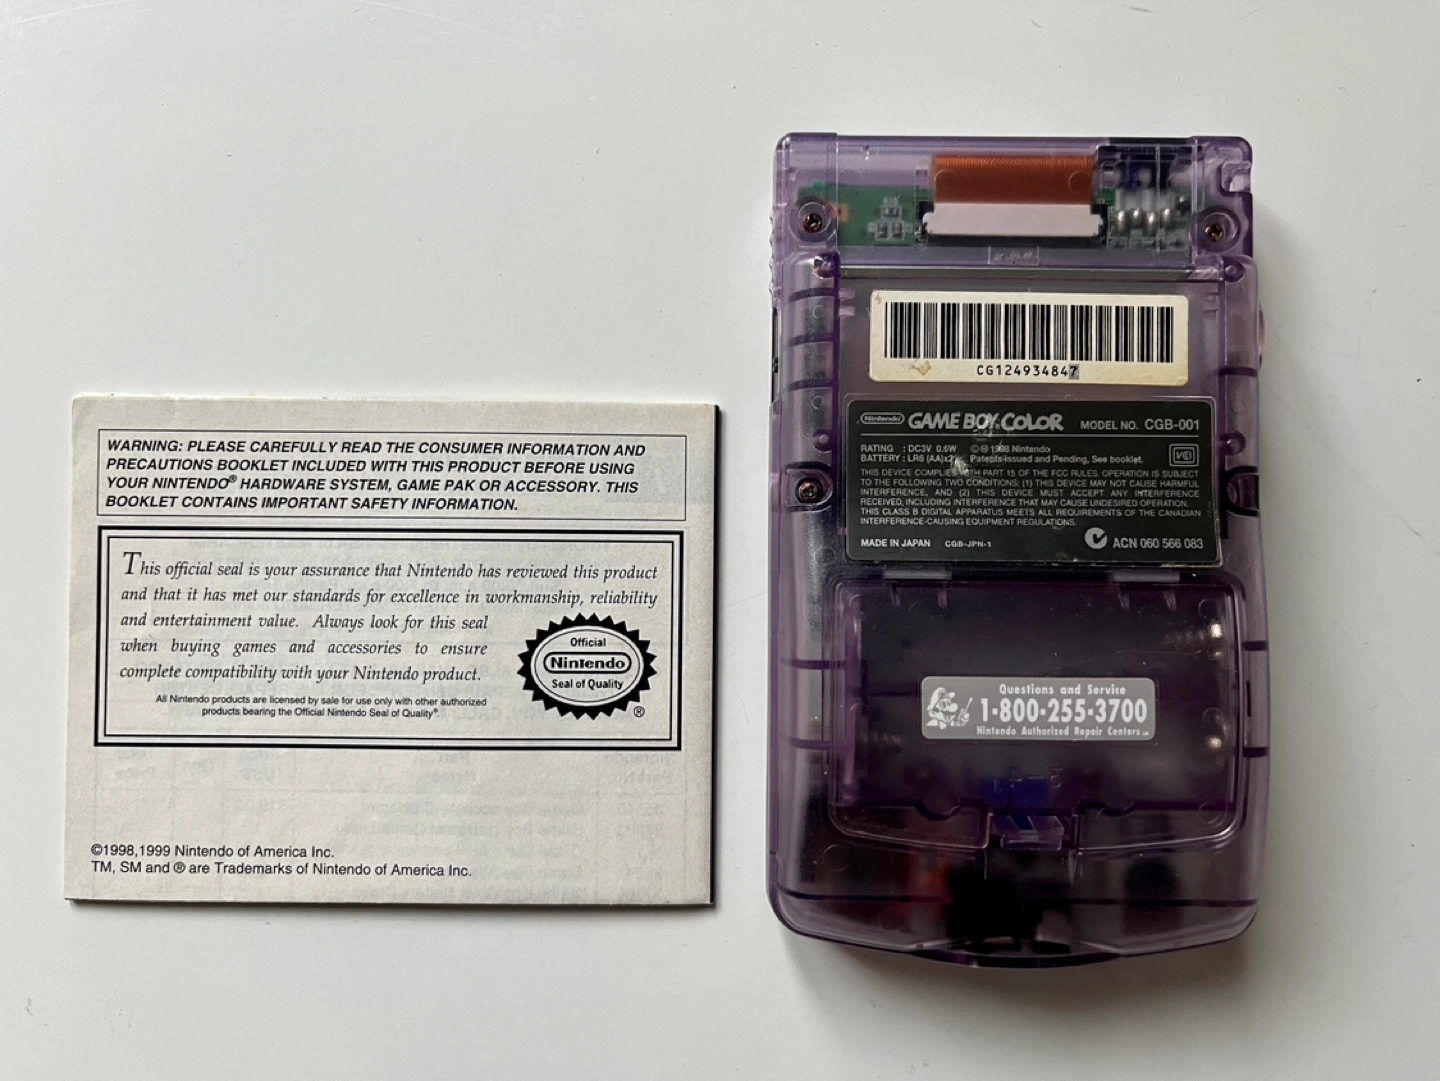 WARNING: PLEASE CAREFULLY READ THE CONSUMER INFORMATION AND
PRECAUTIONS BOOKLET INCLUDED WITH THIS PRODUCT BEFORE USING
YOUR NINTENDO® HARDWARE SYSTEM, GAME PAK OR ACCESSORY. THIS
BOOKLET CONTAINS IMPORTANT SAFETY INFORMATION.
This official seal is your assurance that Nintendo has reviewed this product
and that it has met our standards for excellence in workmanship, reliability
and entertainment value. Always look for this seal
when buying games and accessories to ensure
complete compatibility with your Nintendo product.
All Nintendo products are licensed by sale for use only with other authorized
products bearing the Official Nintendo Seal of Quality®.
Official
Nintendo
Seal of Quality
®
©1998,1999 Nintendo of America Inc.
TM, SM and ® are Trademarks of Nintendo of America Inc.
CG124934847
Nintendo GAME BOY COLOR MODEL NO. CGB-001
RATING : DC3V 0.6W ©℗ 1998 Nintendo
BATTERY : LR6 (AA)x2 Patents issued and Pending, See booklet.
VCI
THIS DEVICE COMPLIES WITH PART 15 OF THE FCC RULES. OPERATION IS SUBJECT
TO THE FOLLOWING TWO CONDITIONS: (1) THIS DEVICE MAY NOT CAUSE HARMFUL
INTERFERENCE, AND (2) THIS DEVICE MUST ACCEPT ANY INTERFERENCE
RECEIVED, INCLUDING INTERFERENCE THAT MAY CAUSE UNDESIRED OPERATION.
THIS CLASS B DIGITAL APPARATUS MEETS ALL REQUIREMENTS OF THE CANADIAN
INTERFERENCE-CAUSING EQUIPMENT REGULATIONS.
MADE IN JAPAN CGB-JPN-1 ACN 060 566 083
Questions and Service
1-800-255-3700
Nintendo Authorized Repair Centers